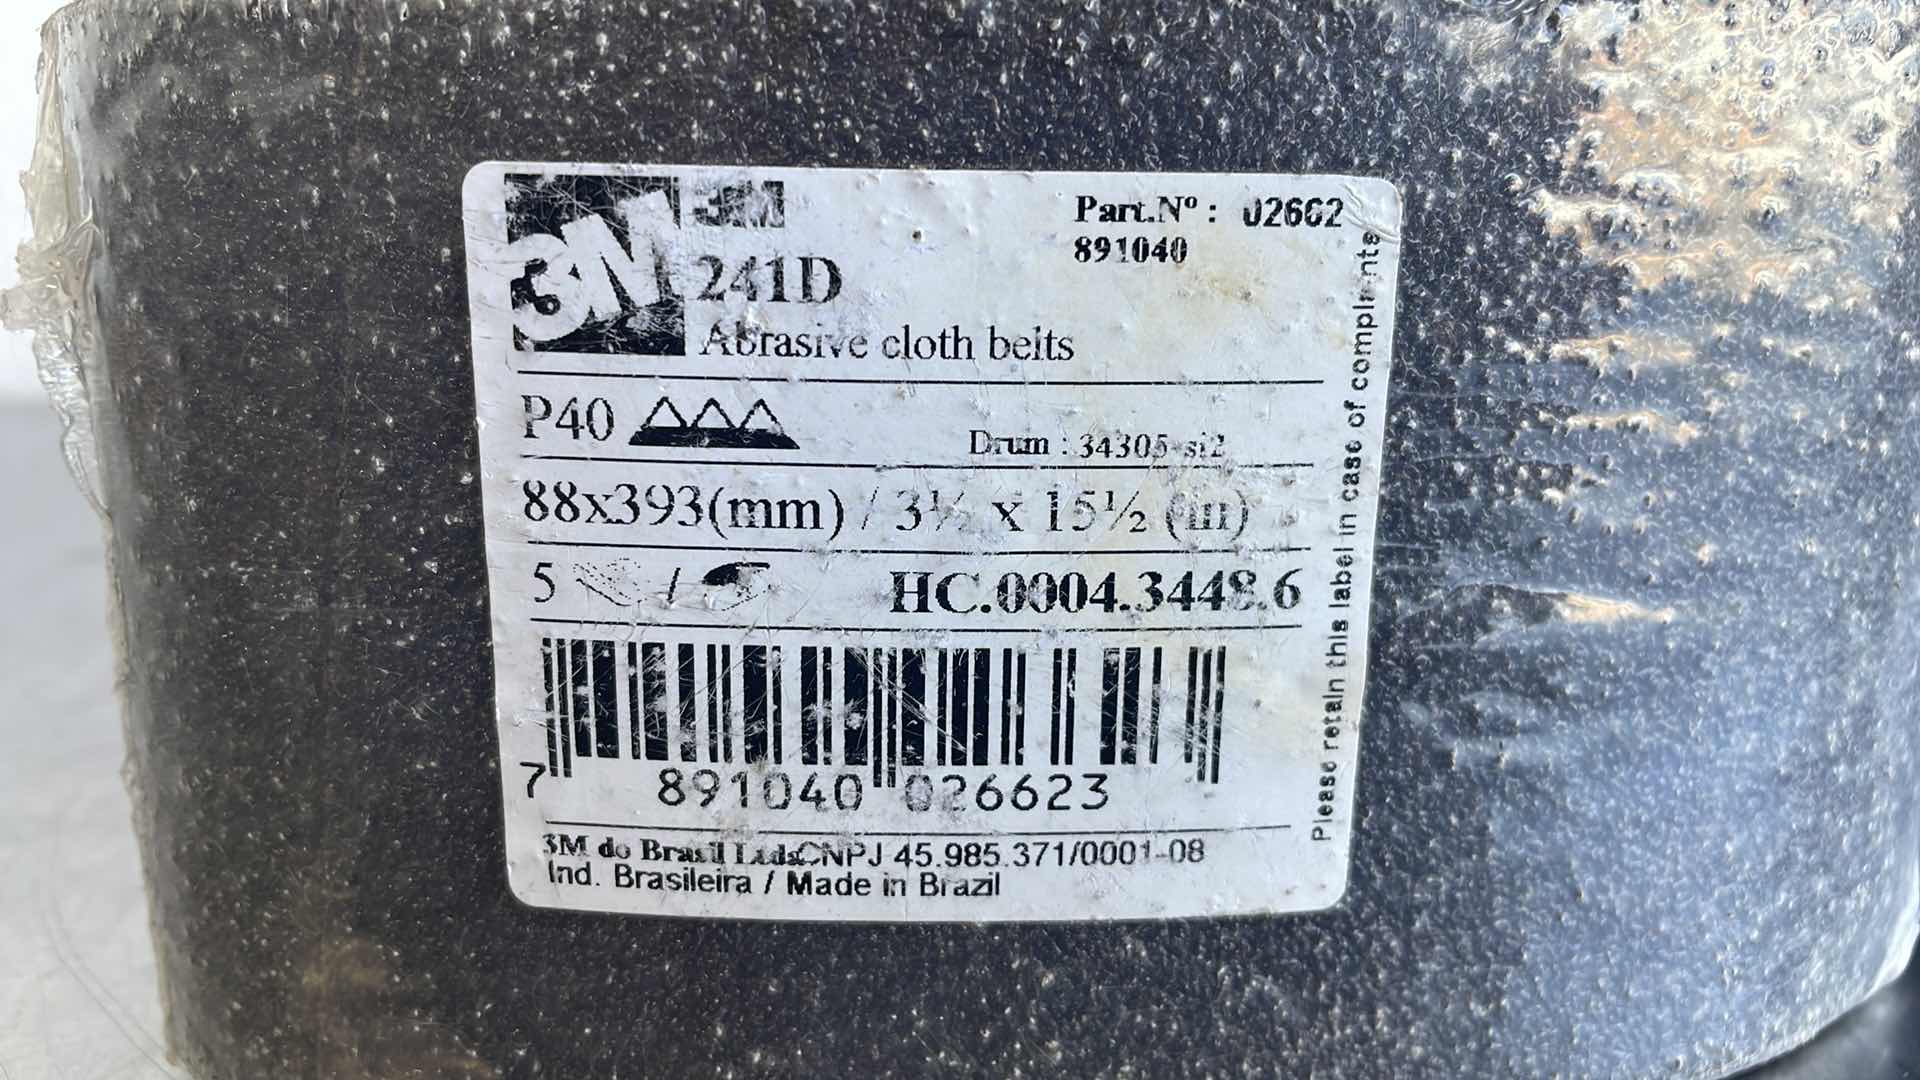 3M
3M
241D
Abrasive cloth belts
Part.Nº : 02662
891040
P40
Drum : 34305-si2
88x393(mm) / 3½ x 15½ (in)
5 /
HC.0004.3448.6
7 891040 026623
3M do Brasil Ltda CNPJ 45.985.371/0001-08
Ind. Brasileira / Made in Brazil
Please retain this label in case of complaints